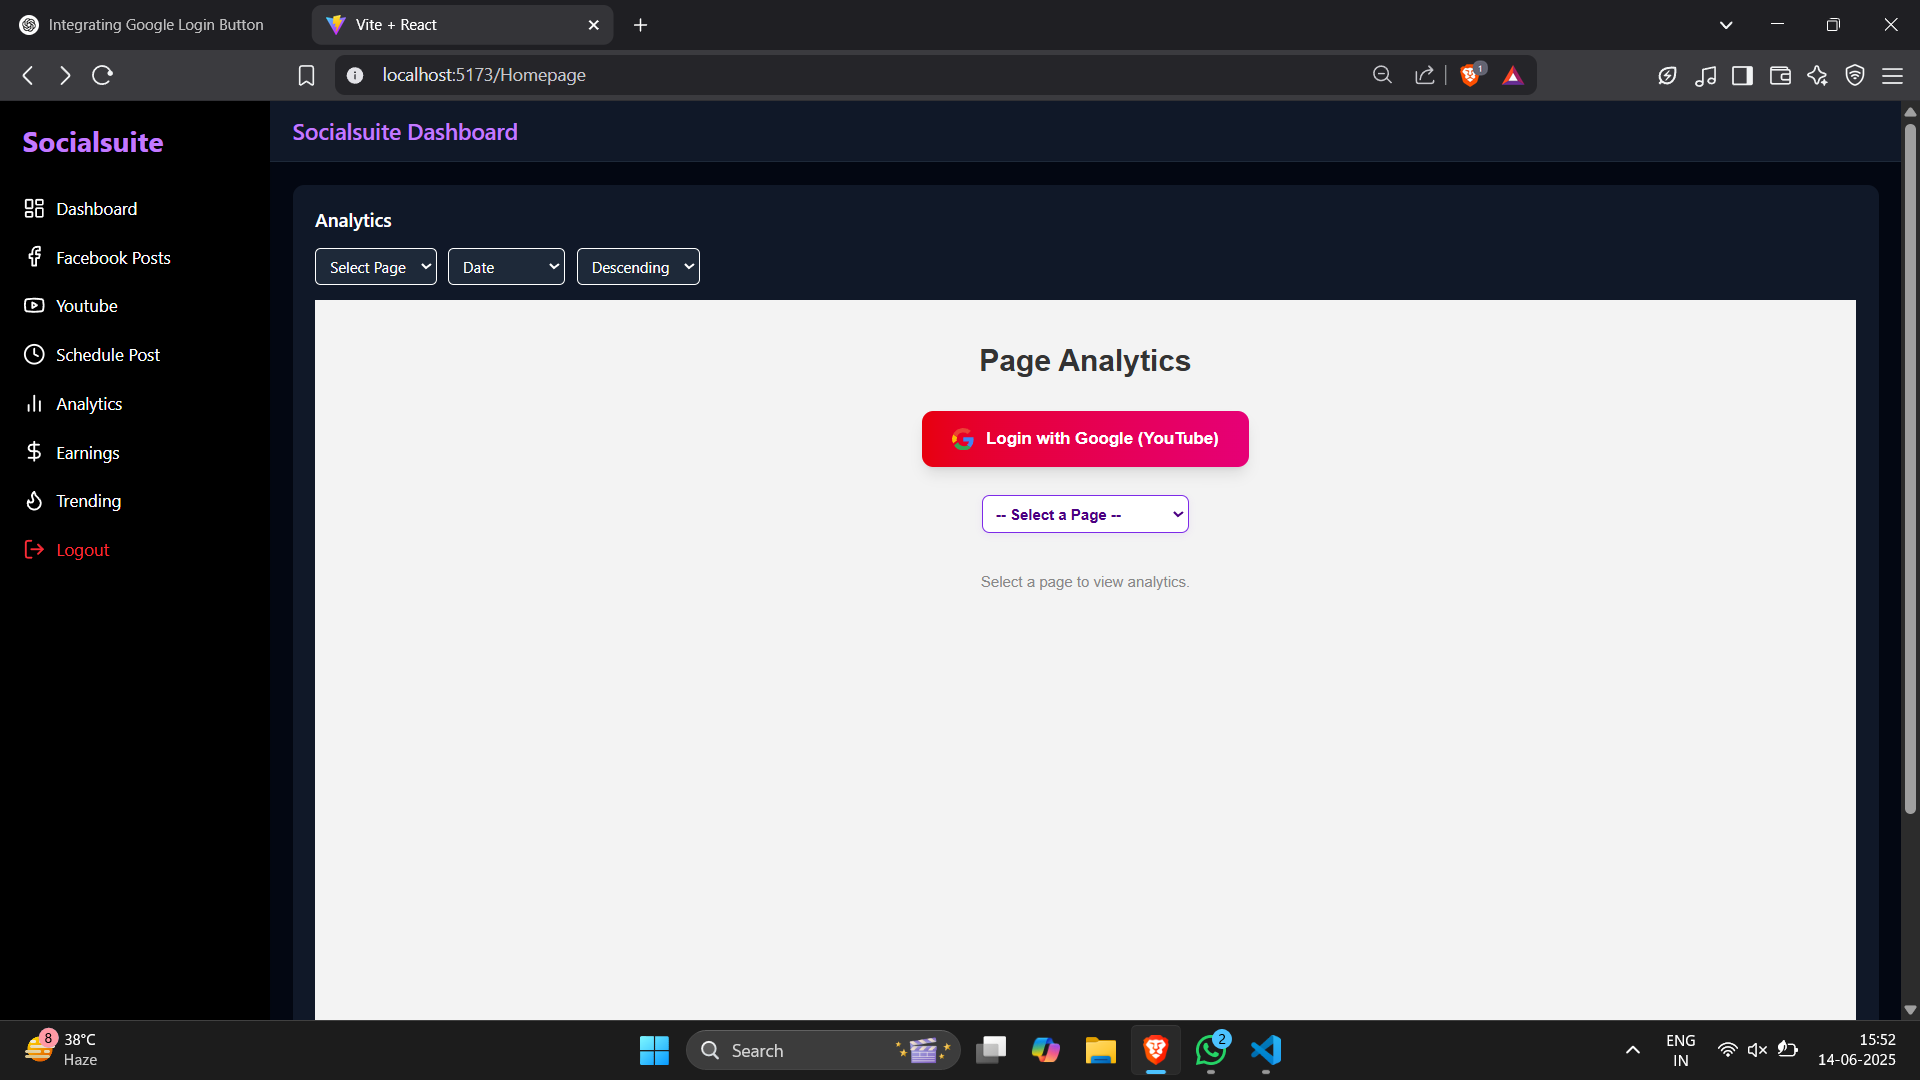 Integrating Google Login Button
Vite + React
localhost:5173/Homepage
1
Socialsuite
Dashboard
Facebook Posts
Youtube
Schedule Post
Analytics
Earnings
Trending
Logout
Socialsuite Dashboard
Analytics
Select Page
Date
Descending
Page Analytics
Login with Google (YouTube)
-- Select a Page --
Select a page to view analytics.
8
38°C
Haze
Search
2
ENG
IN
15:52
14-06-2025